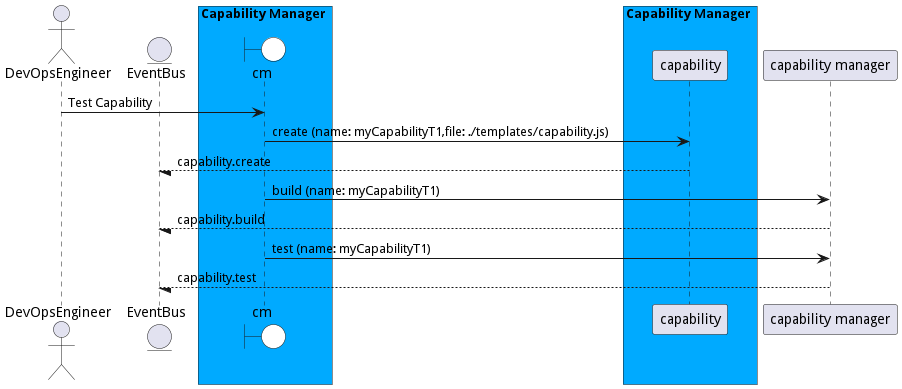 Capability Manager
Capability Manager
DevOpsEngineer
EventBus
cm
capability
capability manager
Test Capability
create (name: myCapabilityT1,file: ./templates/capability.js)
capability.create
build (name: myCapabilityT1)
capability.build
test (name: myCapabilityT1)
capability.test
DevOpsEngineer
EventBus
cm
capability
capability manager